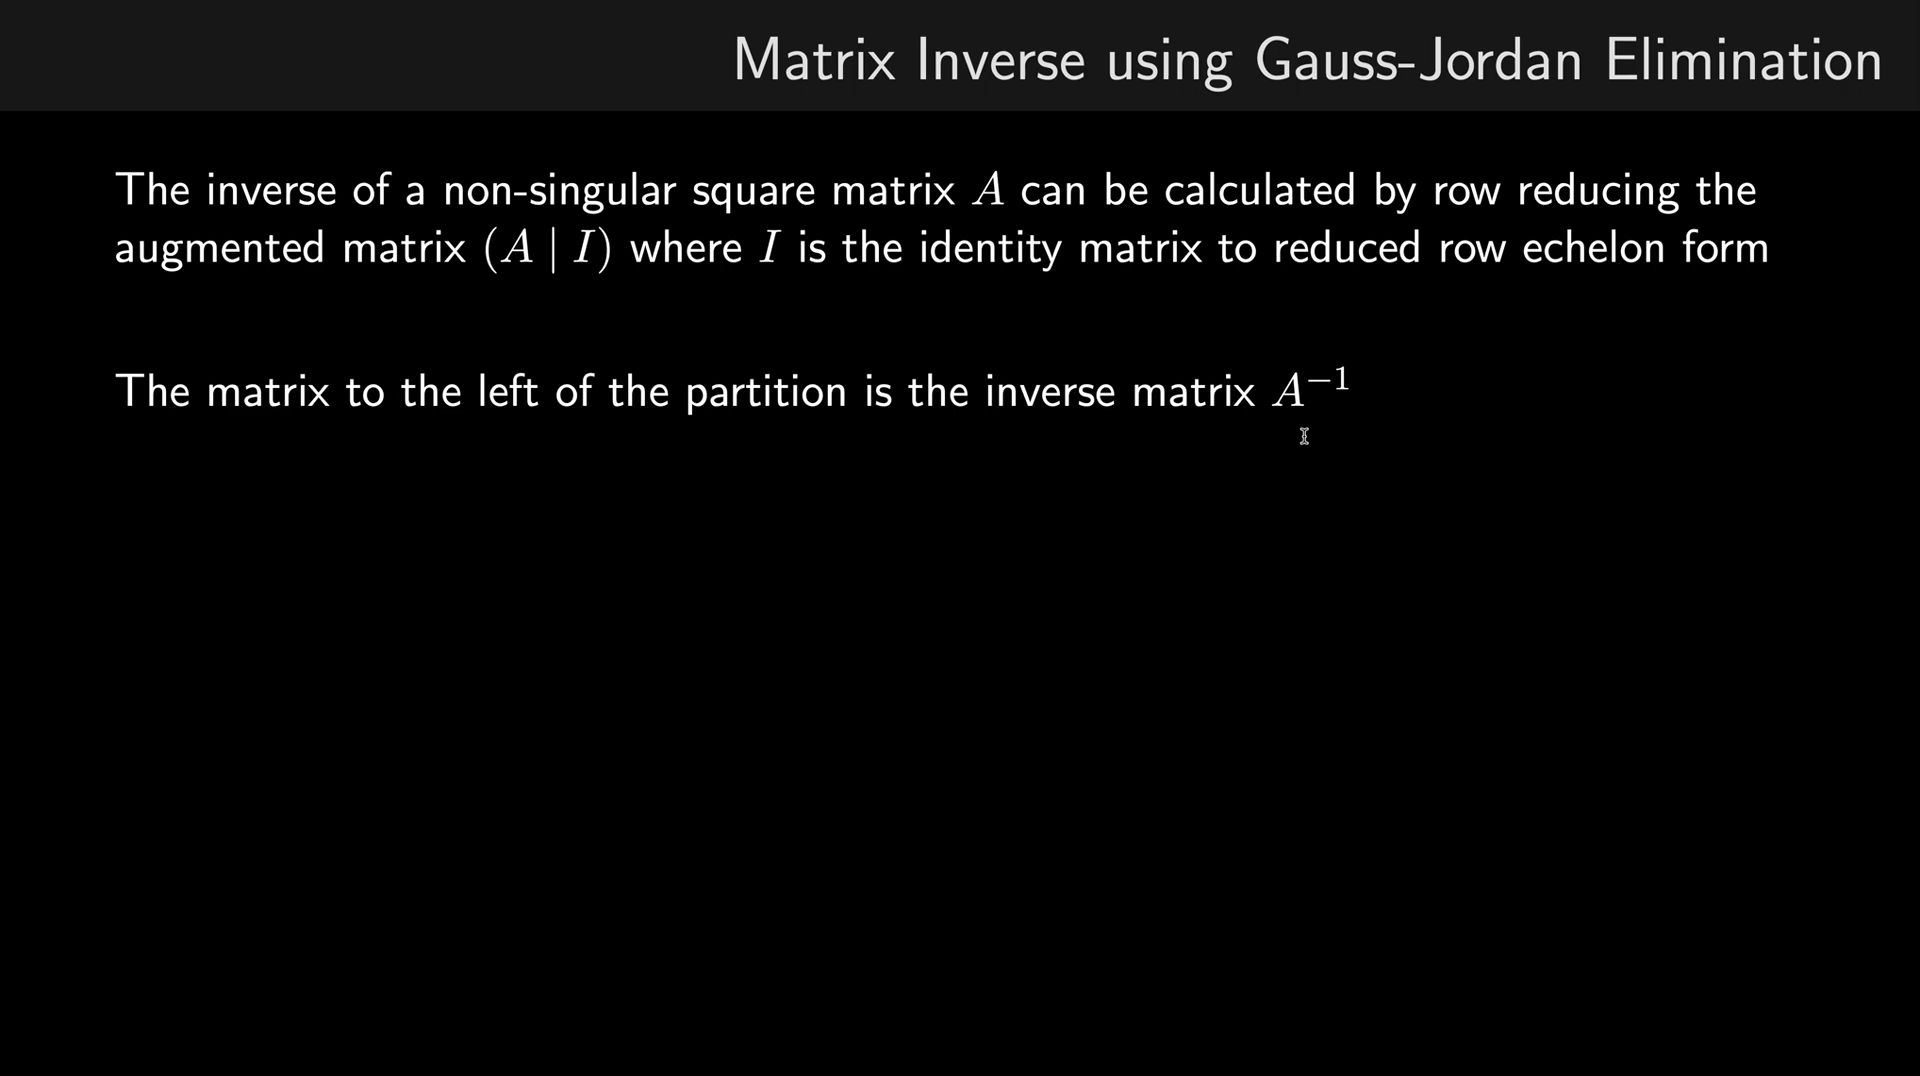 Matrix Inverse using Gauss-Jordan Elimination
The inverse of a non-singular square matrix A can be calculated by row reducing the
augmented matrix (A | I) where I is the identity matrix to reduced row echelon form
The matrix to the left of the partition is the inverse matrix A⁻¹